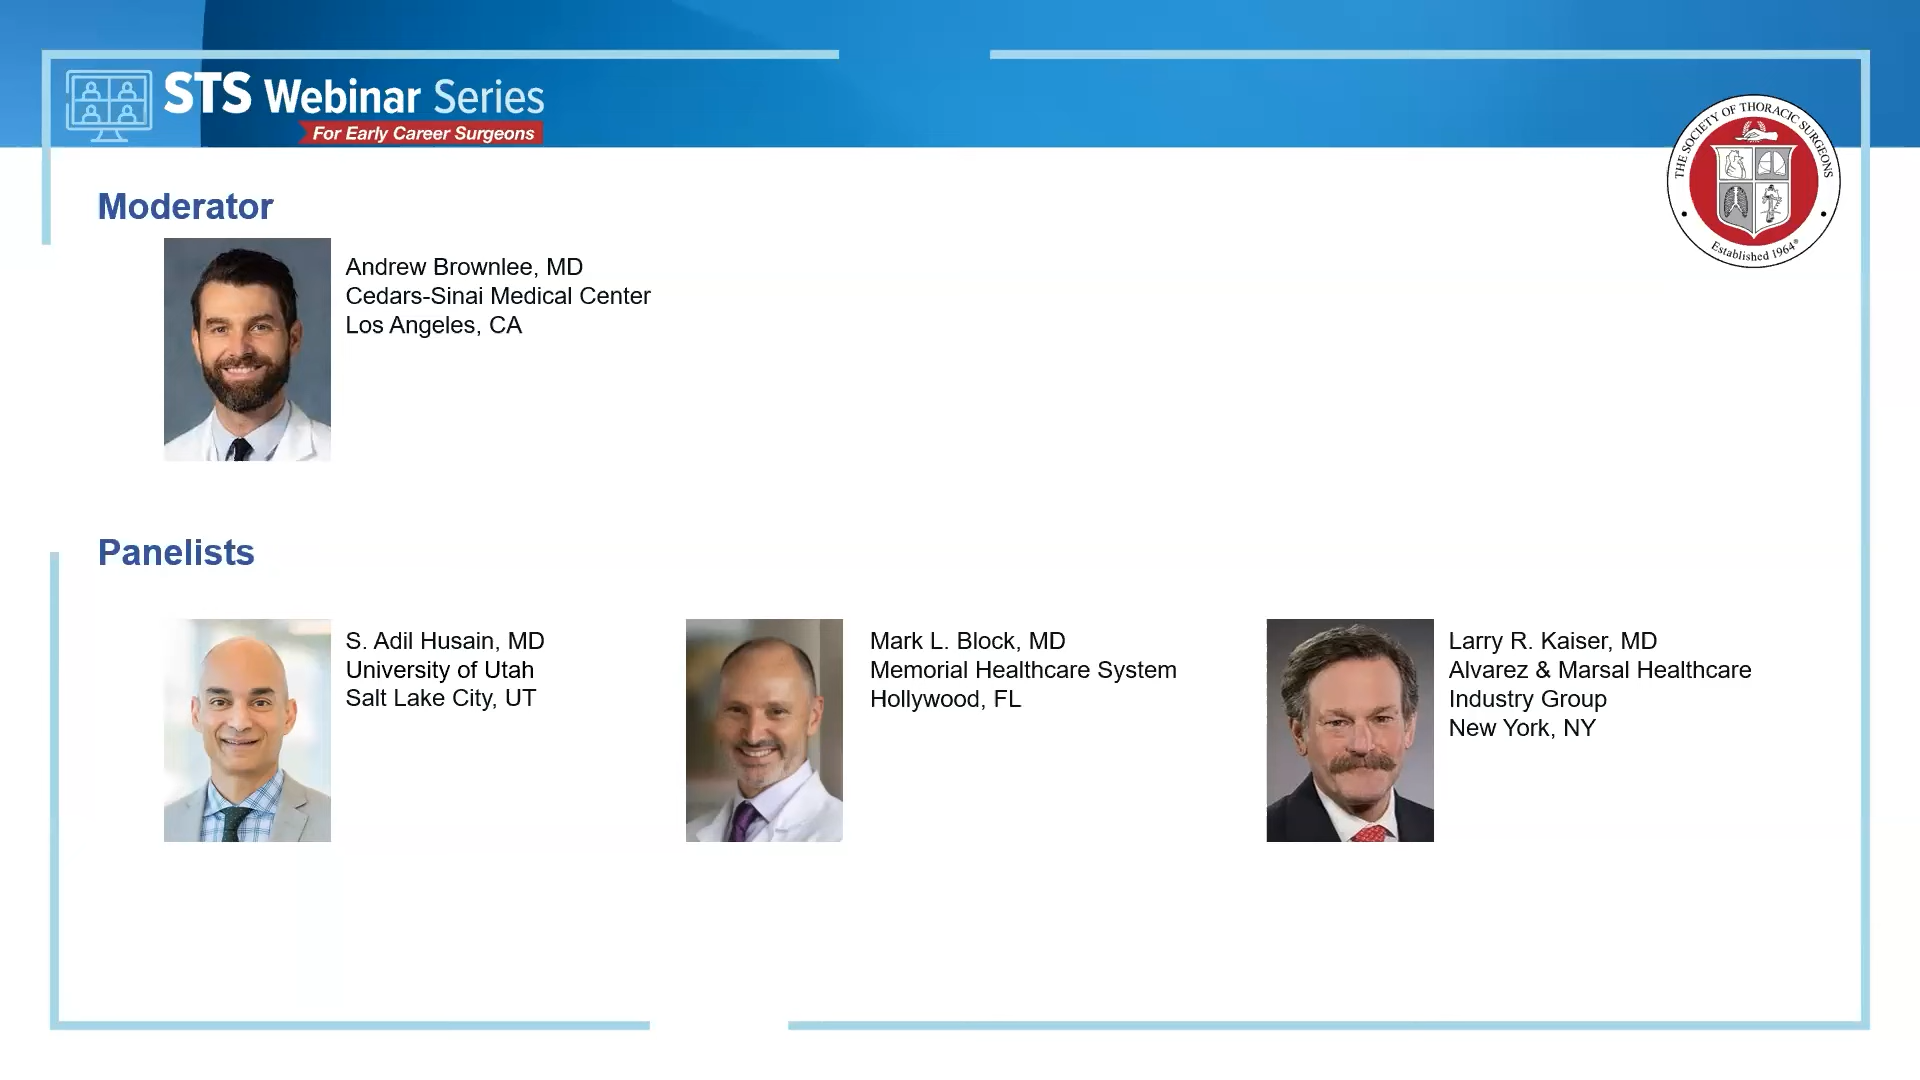 STS Webinar Series
For Early Career Surgeons
THE SOCIETY OF THORACIC SURGEONS
Established 1964®
Moderator
Andrew Brownlee, MD
Cedars-Sinai Medical Center
Los Angeles, CA
Panelists
S. Adil Husain, MD
University of Utah
Salt Lake City, UT
Mark L. Block, MD
Memorial Healthcare System
Hollywood, FL
Larry R. Kaiser, MD
Alvarez & Marsal Healthcare
Industry Group
New York, NY